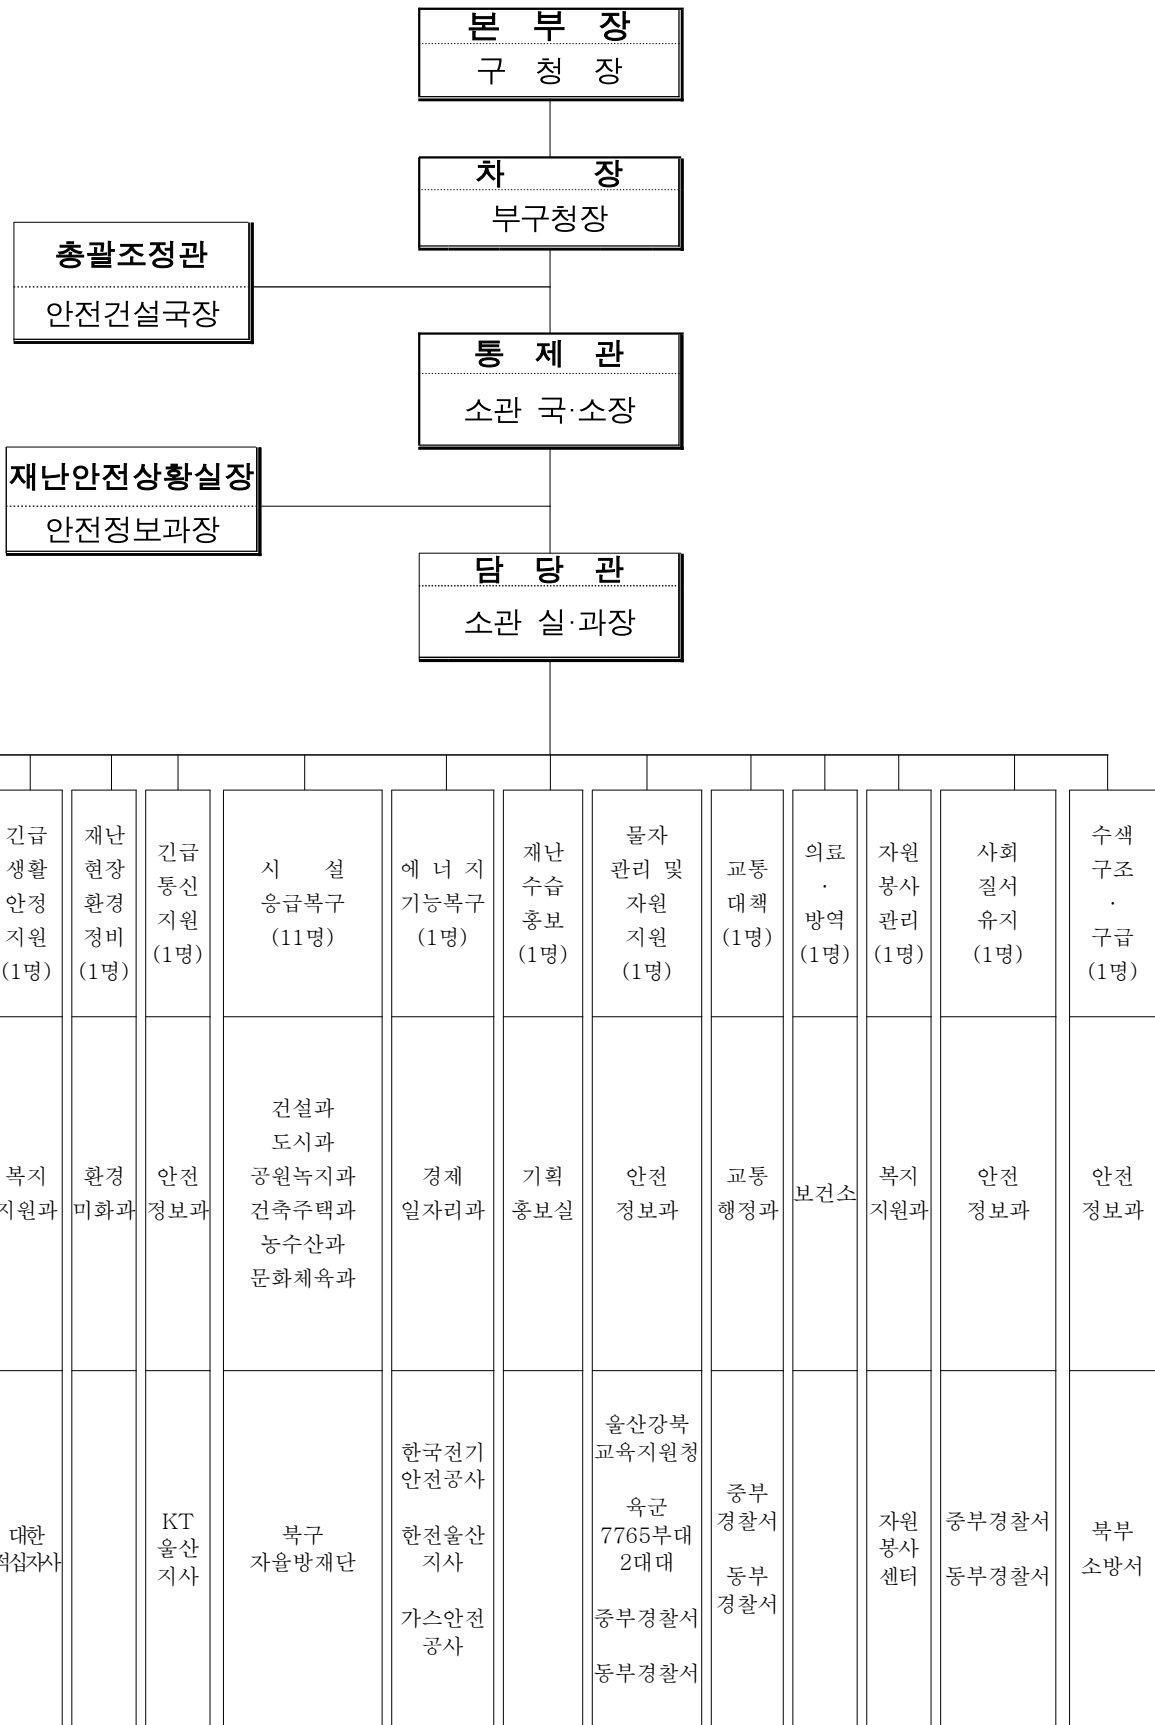 본 부 장
구 청 장
차 장
부구청장
총괄조정관
안전건설국장
통 제 관
소관 국·소장
재난안전상황실장
안전정보과장
담 당 관
소관 실·과장
긴급
생활
안정
지원
(1명)
재난
현장
환경
정비
(1명)
긴급
통신
지원
(1명)
시 설
응급복구
(11명)
에 너 지
기능복구
(1명)
재난
수습
홍보
(1명)
물자
관리 및
자원
지원
(1명)
교통
대책
(1명)
의료
·
방역
(1명)
자원
봉사
관리
(1명)
사회
질서
유지
(1명)
수색
구조
·
구급
(1명)
복지
지원과
환경
미화과
안전
정보과
건설과
도시과
공원녹지과
건축주택과
농수산과
문화체육과
경제
일자리과
기획
홍보실
안전
정보과
교통
행정과
보건소
복지
지원과
안전
정보과
안전
정보과
대한
적십자사
KT
울산
지사
북구
자율방재단
한국전기
안전공사
한전울산
지사
가스안전
공사
울산강북
교육지원청
육군
7765부대
2대대
중부경찰서
동부경찰서
중부
경찰서
동부
경찰서
자원
봉사
센터
중부경찰서
동부경찰서
북부
소방서